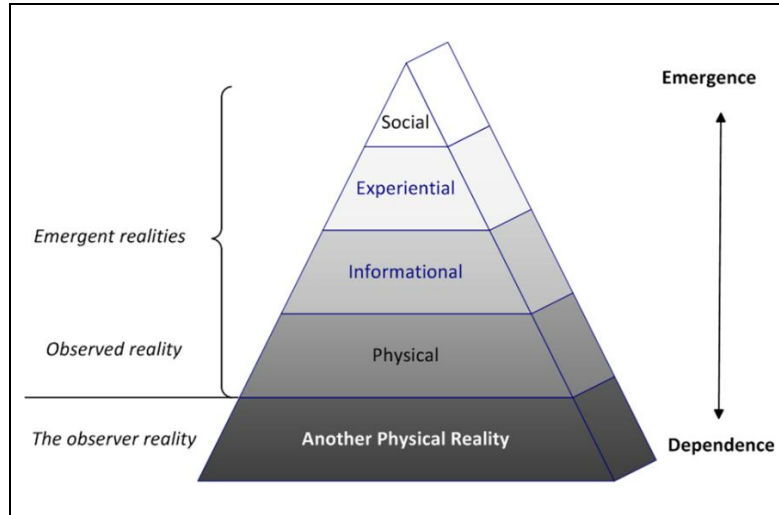 Emergence
Social
Experiential
Emergent realities
Informational
Observed reality
Physical
The observer reality
Another Physical Reality
Dependence